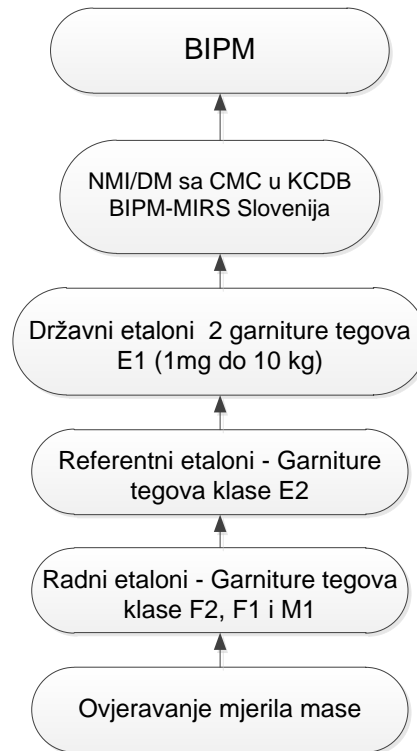 BIPM
NMI/DM sa CMC u KCDB
BIPM-MIRS Slovenija
Državni etaloni  2 garniture tegova
E1 (1mg do 10 kg)
Referentni etaloni - Garniture
tegova klase E2
Radni etaloni - Garniture tegova
klase F2, F1 i M1
Ovjeravanje mjerila mase